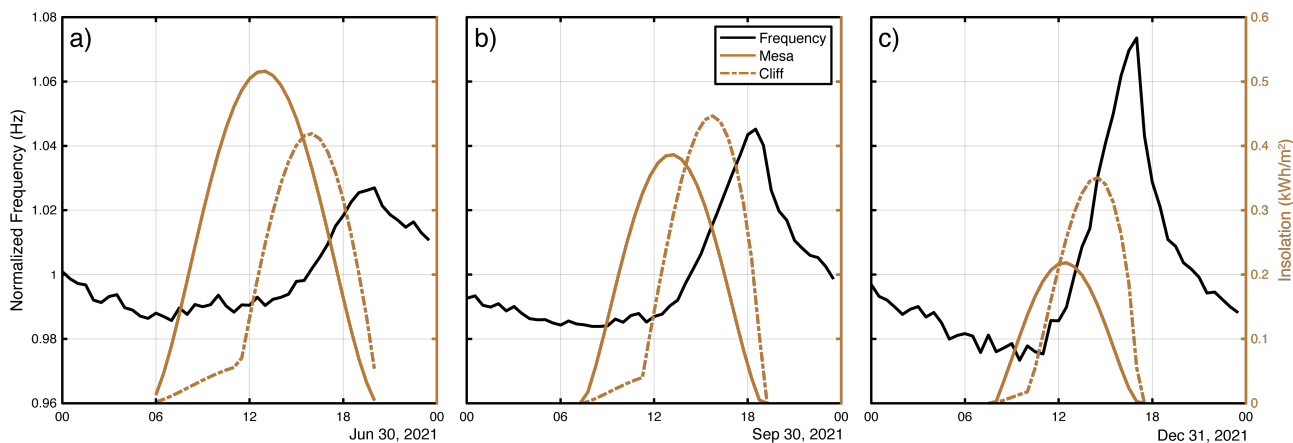 a)
b)
c)
Frequency
Mesa
Cliff
Normalized Frequency (Hz)
1.08
1.06
1.04
1.02
1
0.98
0.96
Insolation (kWh/m²)
0.6
0.5
0.4
0.3
0.2
0.1
0
00 06 12 18 00
00 06 12 18 00
00 06 12 18 00
Jun 30, 2021
Sep 30, 2021
Dec 31, 2021